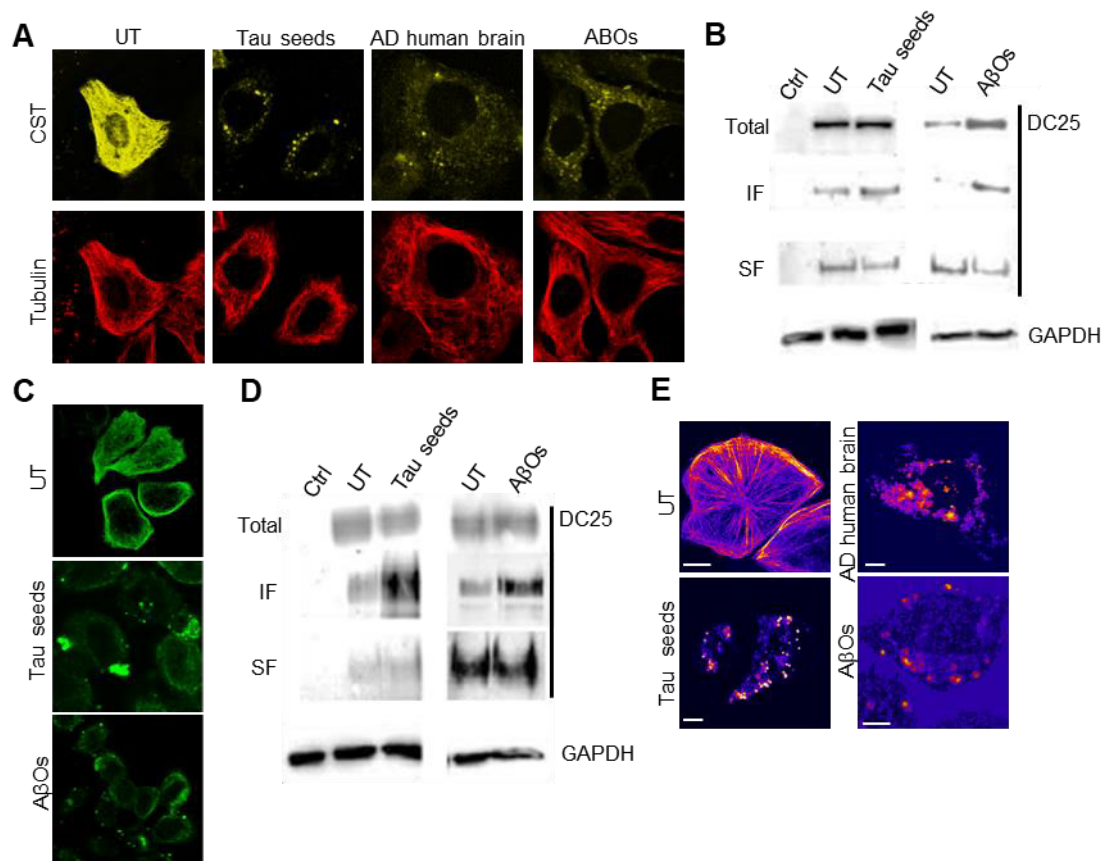 A
UT
Tau seeds
AD human brain
ABOs
CST
Tubulin
B
Ctrl
UT
Tau seeds
UT
AβOs
Total
DC25
IF
SF
GAPDH
C
UT
Tau seeds
AβOs
D
Ctrl
UT
Tau seeds
UT
AβOs
Total
DC25
IF
SF
GAPDH
E
UT
AD human brain
Tau seeds
AβOs